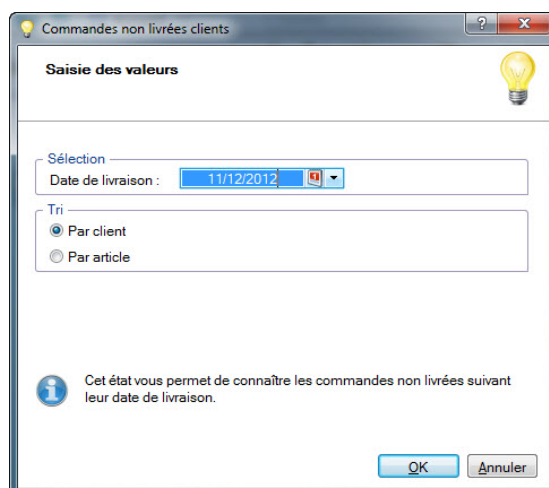 Commandes non livrées clients
Saisie des valeurs
Sélection
Date de livraison : 11/12/2012
Tri
Par client
Par article
Cet état vous permet de connaître les commandes non livrées suivant
leur date de livraison.
OK Annuler